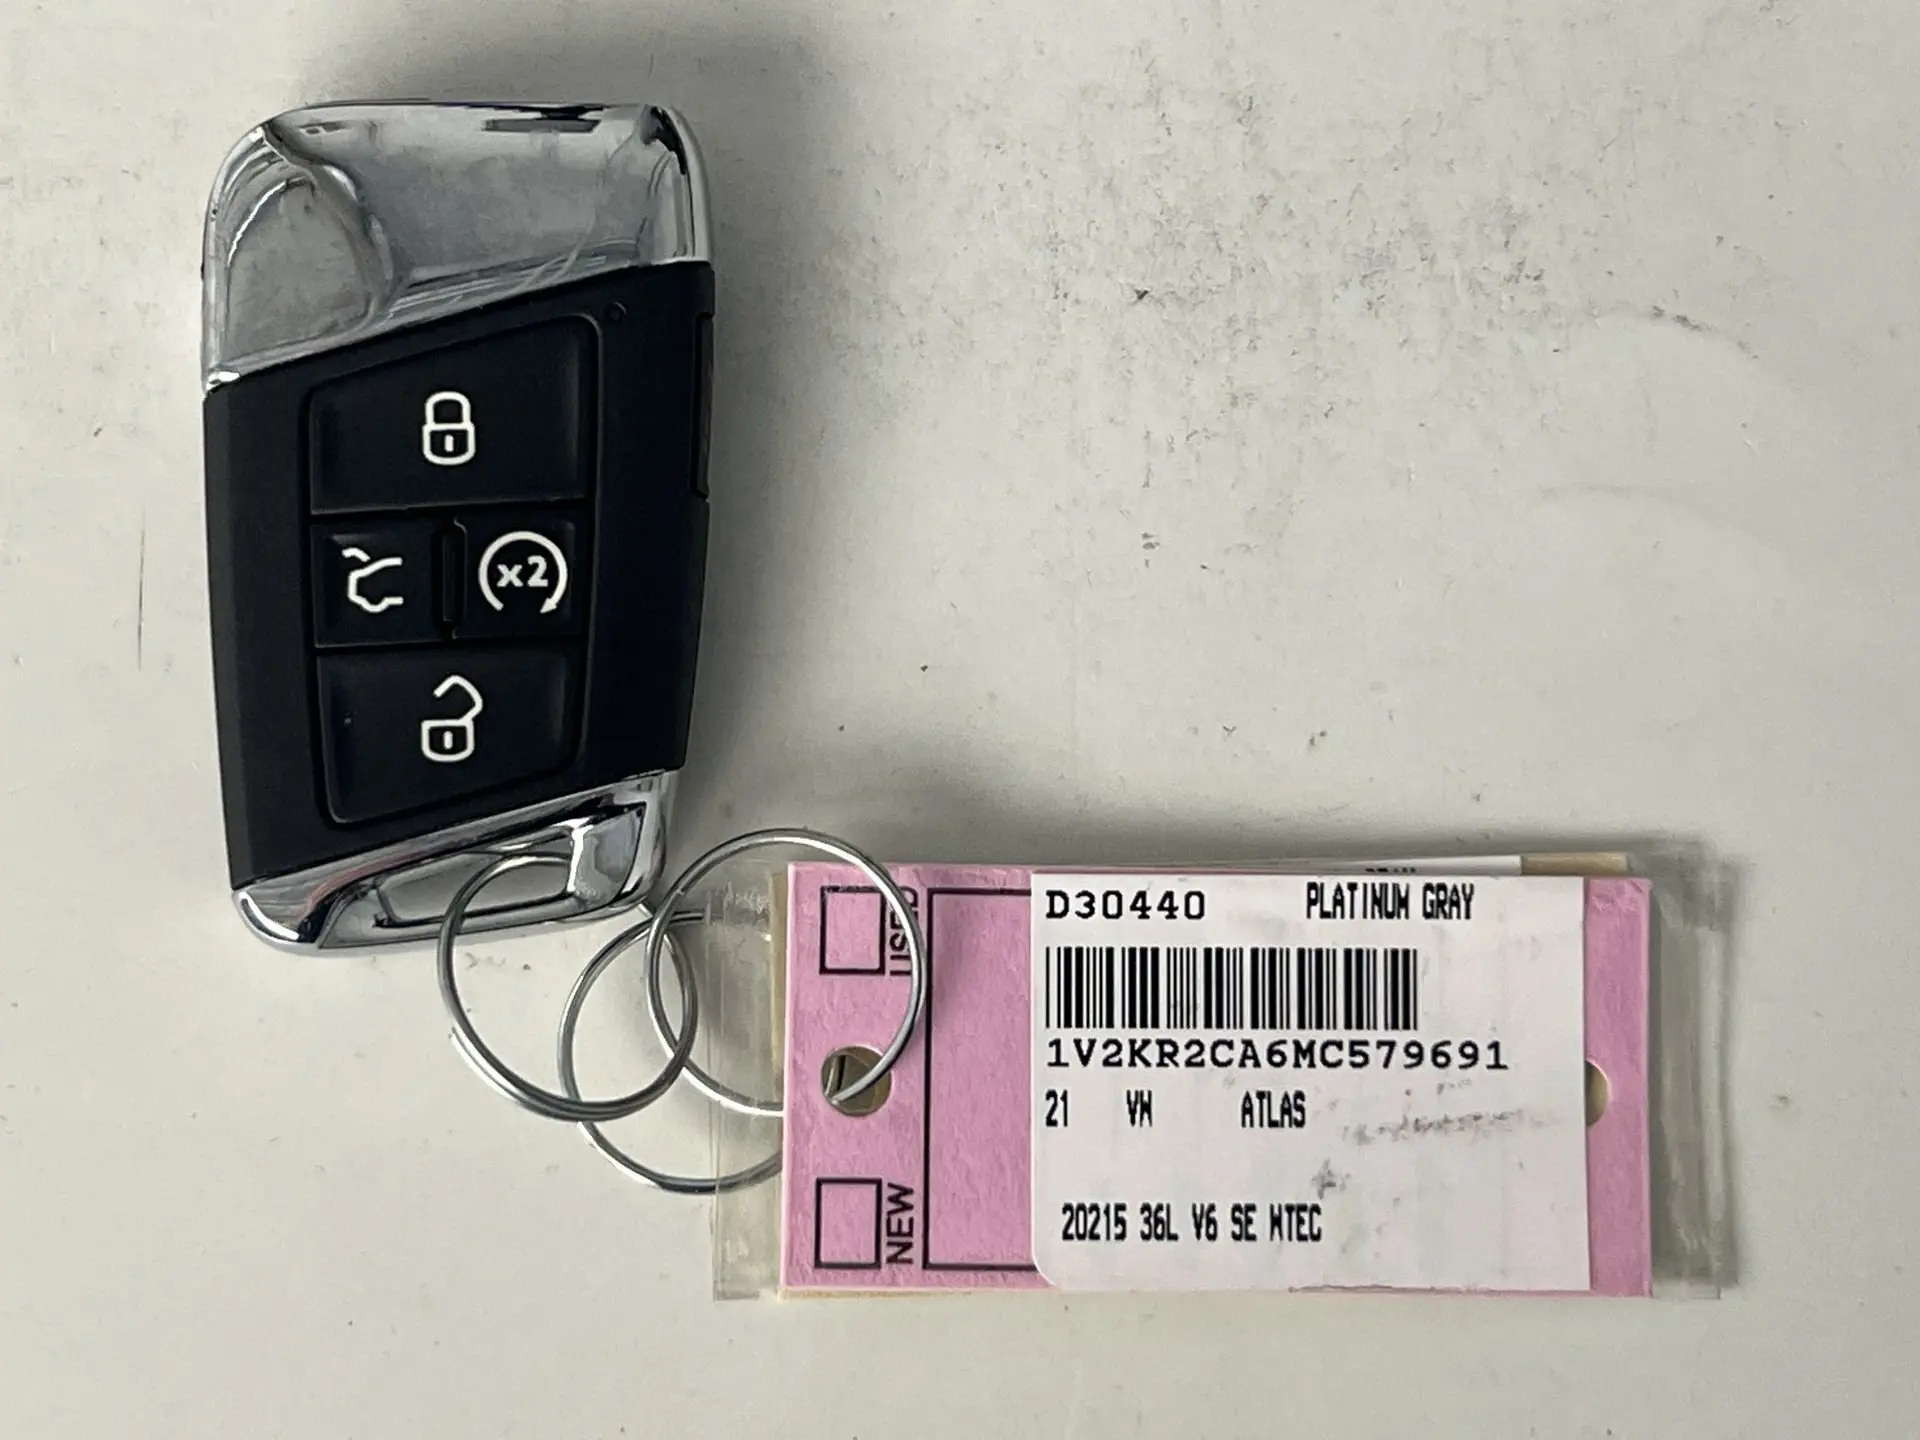 x2
USED
NEW
D30440 PLATINUM GRAY
1V2KR2CA6MC579691
21 VW ATLAS
20215 36L V6 SE WTEC